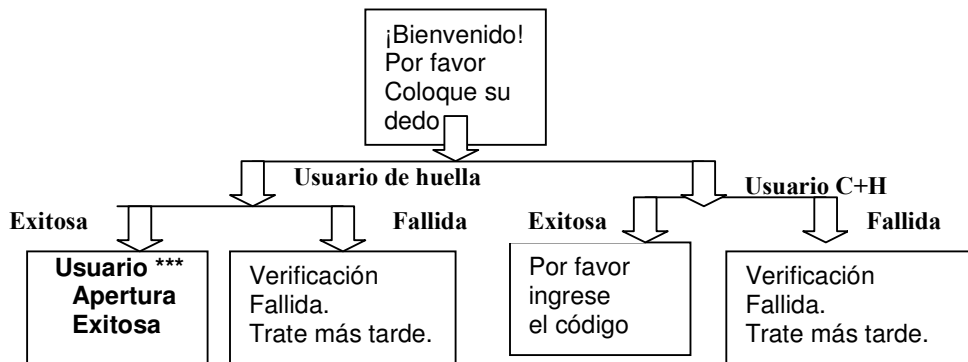 ¡Bienvenido!
Por favor
Coloque su
dedo
Usuario de huella
Usuario C+H
Exitosa
Fallida
Exitosa
Fallida
Usuario ***
Apertura
Exitosa
Verificación
Fallida.
Trate más tarde.
Por favor
ingrese
el código
Verificación
Fallida.
Trate más tarde.